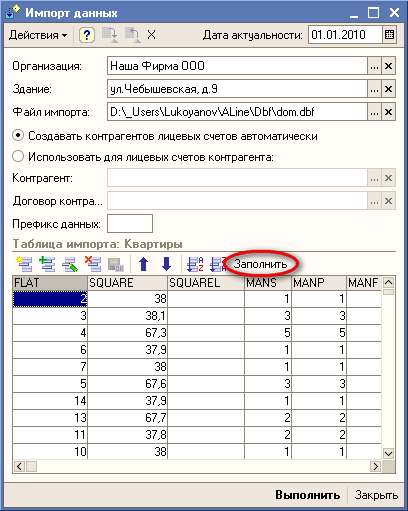 Импорт данных
Действия Дата актуальности: 01.01.2010
Организация: Наша Фирма ООО
Здание: ул.Чебышевская, д.9
Файл импорта: D:\_Users\Lukoyanov\ALine\Dbf\dom.dbf
Создавать контрагентов лицевых счетов автоматически
Использовать для лицевых счетов контрагента:
Контрагент:
Договор контра...
Префикс данных:
Таблица импорта: Квартиры
Заполнить
FLAT SQUARE SQUAREL MANS MANP MANF
2 38 1 1
3 38,1 3 3
4 67,3 5 5
6 37,9 1 1
7 38 1 1
5 67,6 3 3
14 37,9 1 1
13 67,7 2 2
11 37,8 2 2
10 38 1 1
Выполнить Закрыть